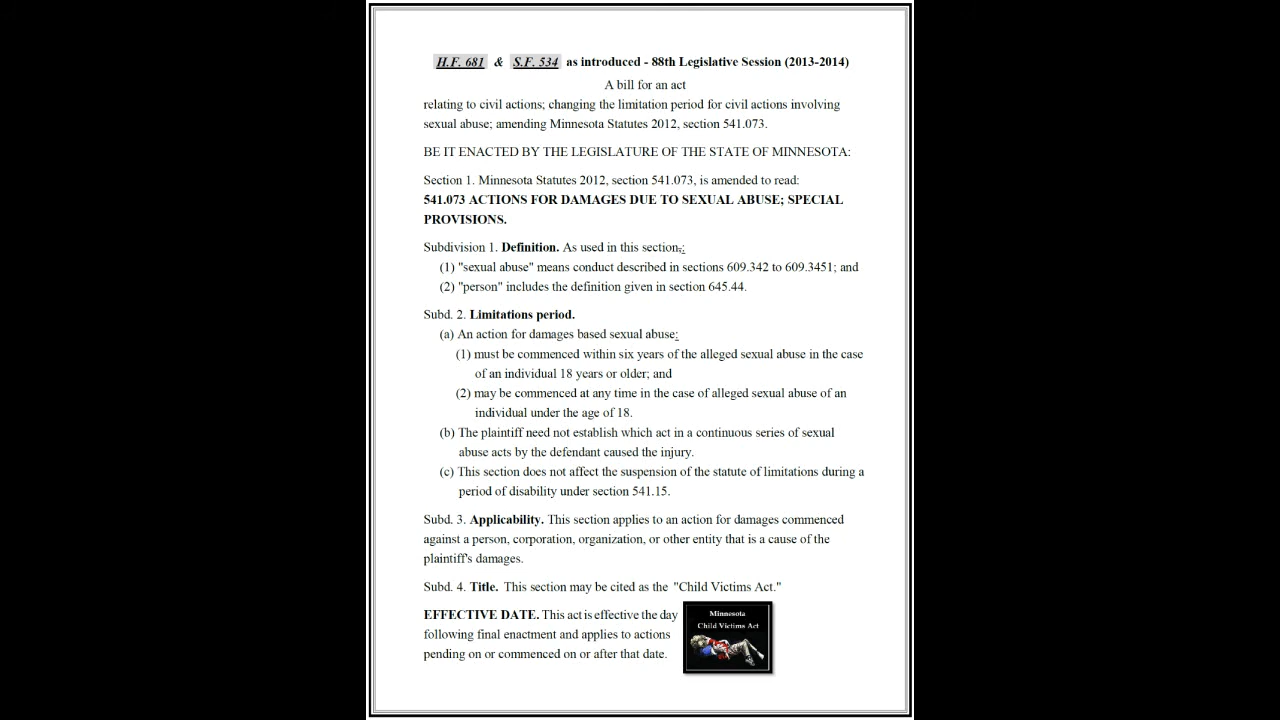 H.F. 681 & S.F. 534 as introduced - 88th Legislative Session (2013-2014)
A bill for an act
relating to civil actions; changing the limitation period for civil actions involving
sexual abuse; amending Minnesota Statutes 2012, section 541.073.
BE IT ENACTED BY THE LEGISLATURE OF THE STATE OF MINNESOTA:
Section 1. Minnesota Statutes 2012, section 541.073, is amended to read:
541.073 ACTIONS FOR DAMAGES DUE TO SEXUAL ABUSE; SPECIAL
PROVISIONS.
Subdivision 1. Definition. As used in this section,:
(1) "sexual abuse" means conduct described in sections 609.342 to 609.3451; and
(2) "person" includes the definition given in section 645.44.
Subd. 2. Limitations period.
(a) An action for damages based sexual abuse:
(1) must be commenced within six years of the alleged sexual abuse in the case
of an individual 18 years or older; and
(2) may be commenced at any time in the case of alleged sexual abuse of an
individual under the age of 18.
(b) The plaintiff need not establish which act in a continuous series of sexual
abuse acts by the defendant caused the injury.
(c) This section does not affect the suspension of the statute of limitations during a
period of disability under section 541.15.
Subd. 3. Applicability. This section applies to an action for damages commenced
against a person, corporation, organization, or other entity that is a cause of the
plaintiff's damages.
Subd. 4. Title. This section may be cited as the "Child Victims Act."
EFFECTIVE DATE. This act is effective the day
following final enactment and applies to actions
pending on or commenced on or after that date.
Minnesota
Child Victims Act